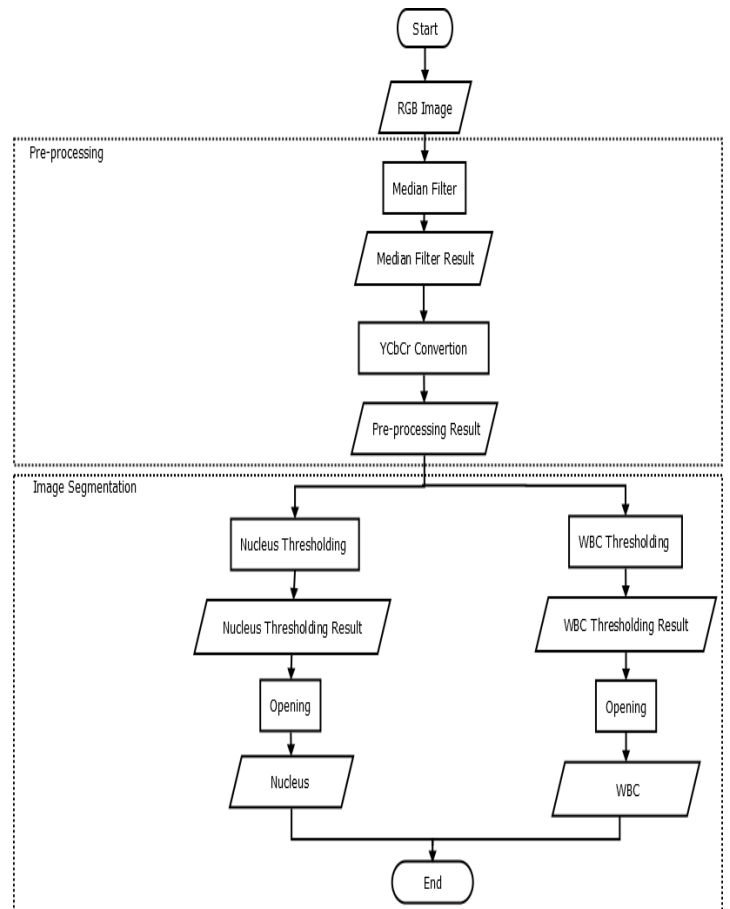 Start
RGB Image
Pre-processing
Median Filter
Median Filter Result
YCbCr Convertion
Pre-processing Result
Image Segmentation
Nucleus Thresholding
WBC Thresholding
Nucleus Thresholding Result
WBC Thresholding Result
Opening
Opening
Nucleus
WBC
End